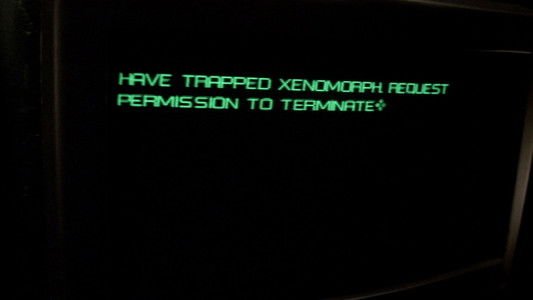 HAVE TRAPPED XENOMORPH. REQUEST
PERMISSION TO TERMINATE